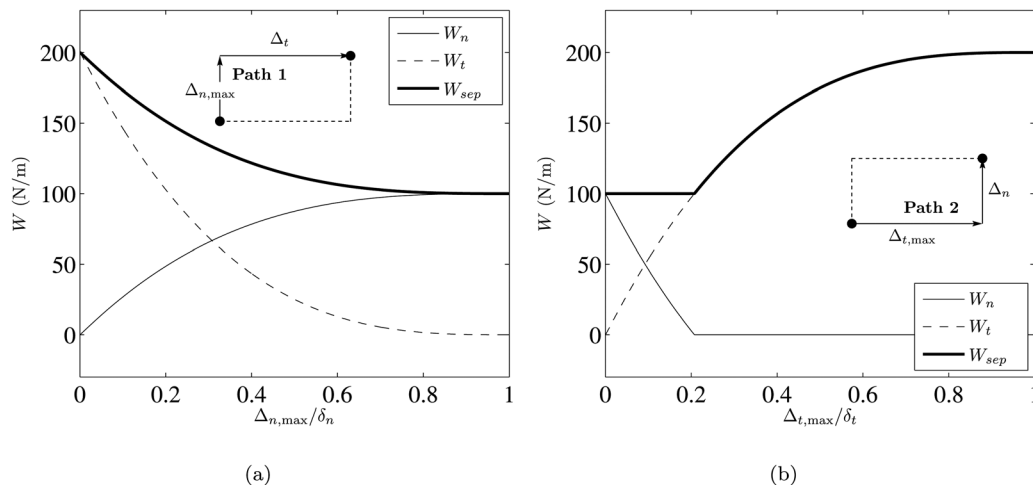 200
150
100
50
0
W (N/m)
0
0.2
0.4
0.6
0.8
1
Δn,max/δn
Δt
Path 1
Δn,max
Wn
Wt
Wsep
(a)
200
150
100
50
0
W (N/m)
0
0.2
0.4
0.6
0.8
1
Δt,max/δt
Δn
Path 2
Δt,max
Wn
Wt
Wsep
(b)